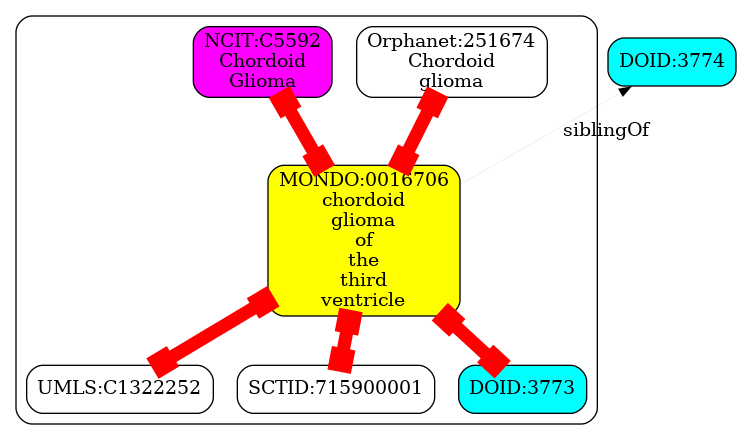 NCIT:C5592
Chordoid
Glioma
Orphanet:251674
Chordoid
glioma
DOID:3774
siblingOf
MONDO:0016706
chordoid
glioma
of
the
third
ventricle
UMLS:C1322252
SCTID:715900001
DOID:3773